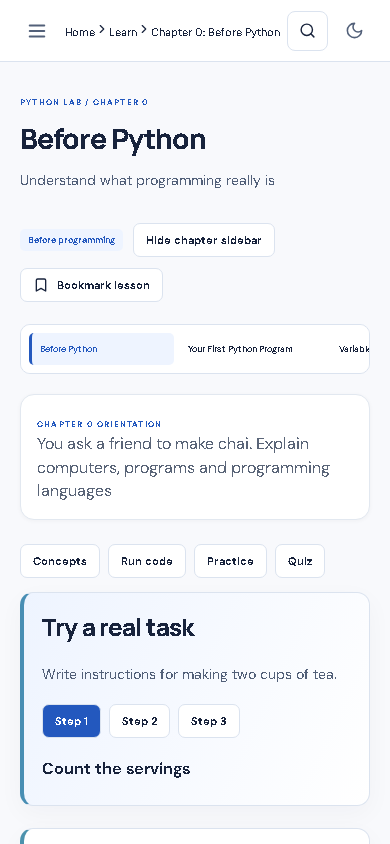 Home > Learn > Chapter 0: Before Python
PYTHON LAB / CHAPTER 0
Before Python
Understand what programming really is
Before programming
Hide chapter sidebar
Bookmark lesson
Before Python
Your First Python Program
Variable
CHAPTER 0 ORIENTATION
You ask a friend to make chai. Explain
computers, programs and programming
languages
Concepts
Run code
Practice
Quiz
Try a real task
Write instructions for making two cups of tea.
Step 1
Step 2
Step 3
Count the servings